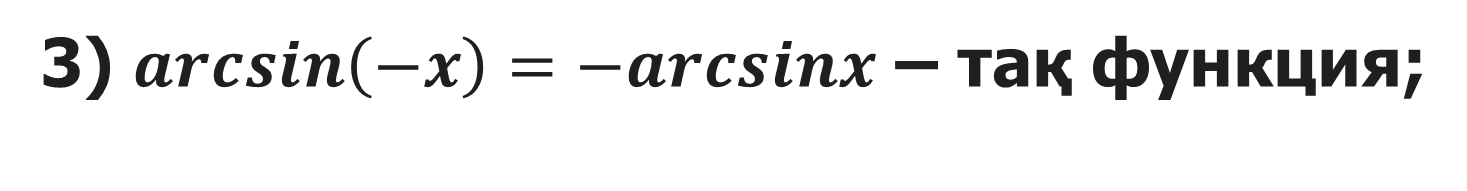 3) arcsin(−x) = −arcsinx – тақ функция;